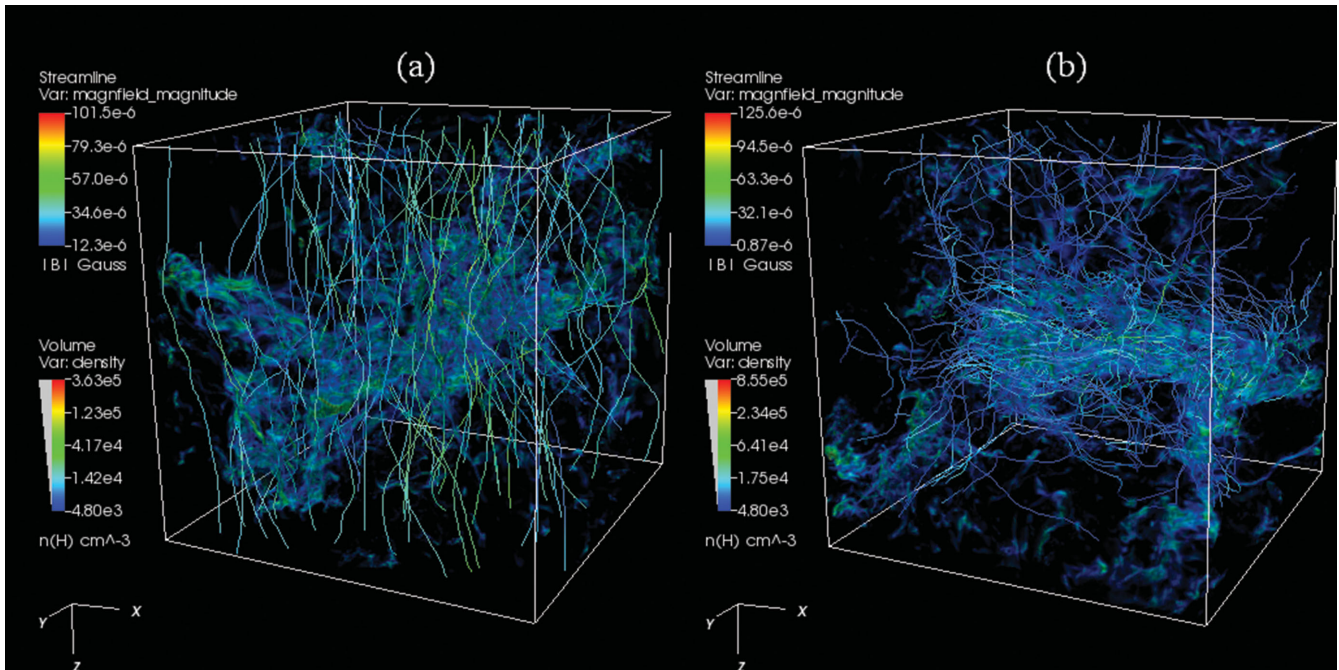 (a)
Streamline
Var: magnfield_magnitude
101.5e-6
79.3e-6
57.0e-6
34.6e-6
12.3e-6
|B| Gauss
Volume
Var: density
3.63e5
1.23e5
4.17e4
1.42e4
4.80e3
n(H) cm^-3
Y
X
Z
(b)
Streamline
Var: magnfield_magnitude
125.6e-6
94.5e-6
63.3e-6
32.1e-6
0.87e-6
|B| Gauss
Volume
Var: density
8.55e5
2.34e5
6.41e4
1.75e4
4.80e3
n(H) cm^-3
Y
X
Z